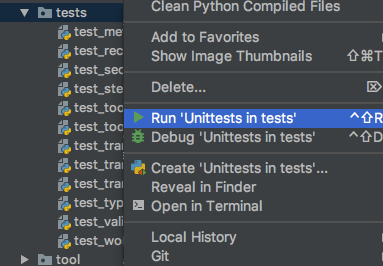 tests
test_me
test_rec
test_sec
test_ste
test_too
test_too
test_tra
test_tra
test_tra
test_typ
test_vali
test_wo
tool
Clean Python Compiled Files
Add to Favorites
Show Image Thumbnails ⇧⌘T
Delete...
Run 'Unittests in tests' ^⇧R
Debug 'Unittests in tests' ^⇧D
Create 'Unittests in tests'...
Reveal in Finder
Open in Terminal
Local History
Git